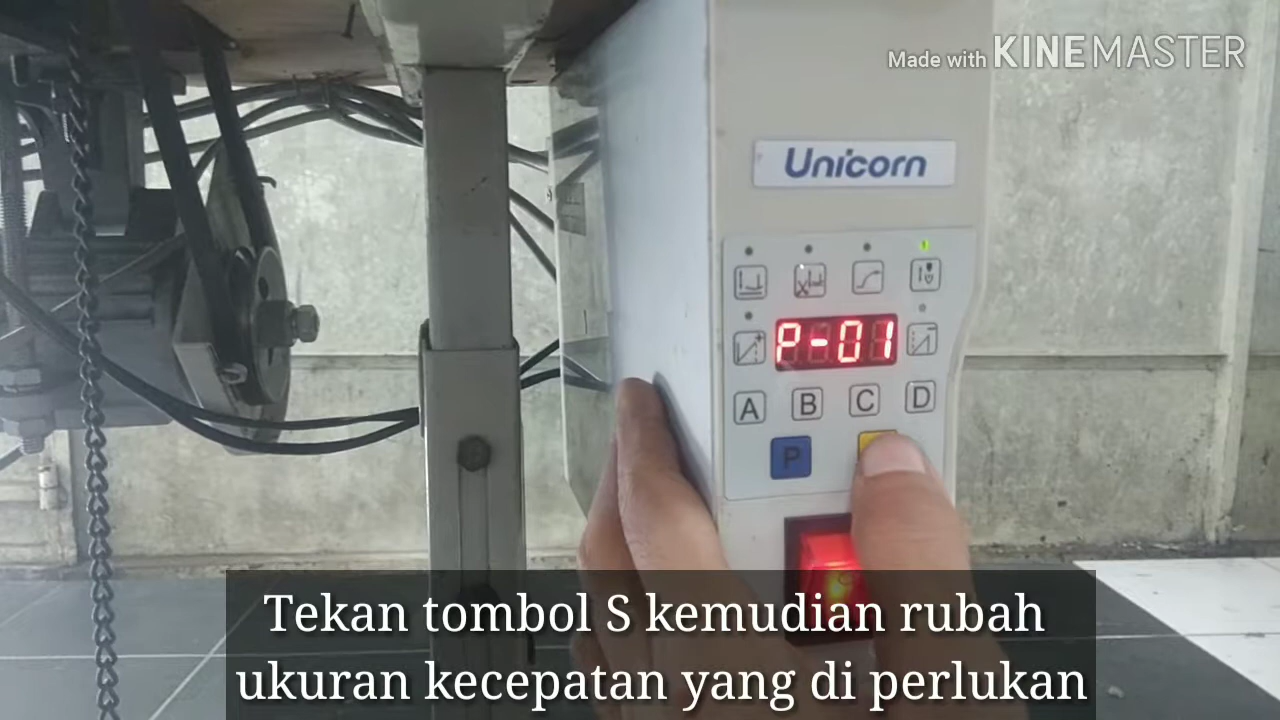 Made with KINEMASTER
Unicorn
P-01
A B C D
P
Tekan tombol S kemudian rubah
ukuran kecepatan yang di perlukan